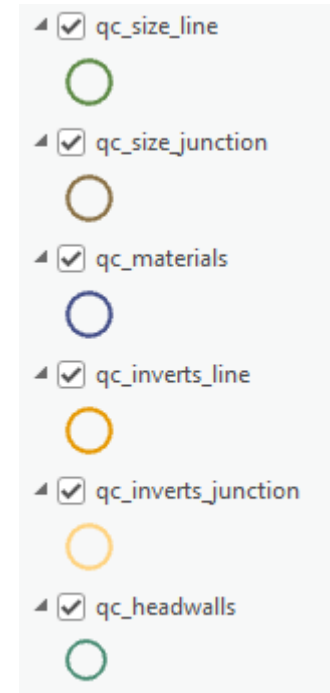 qc_size_line
qc_size_junction
qc_materials
qc_inverts_line
qc_inverts_junction
qc_headwalls